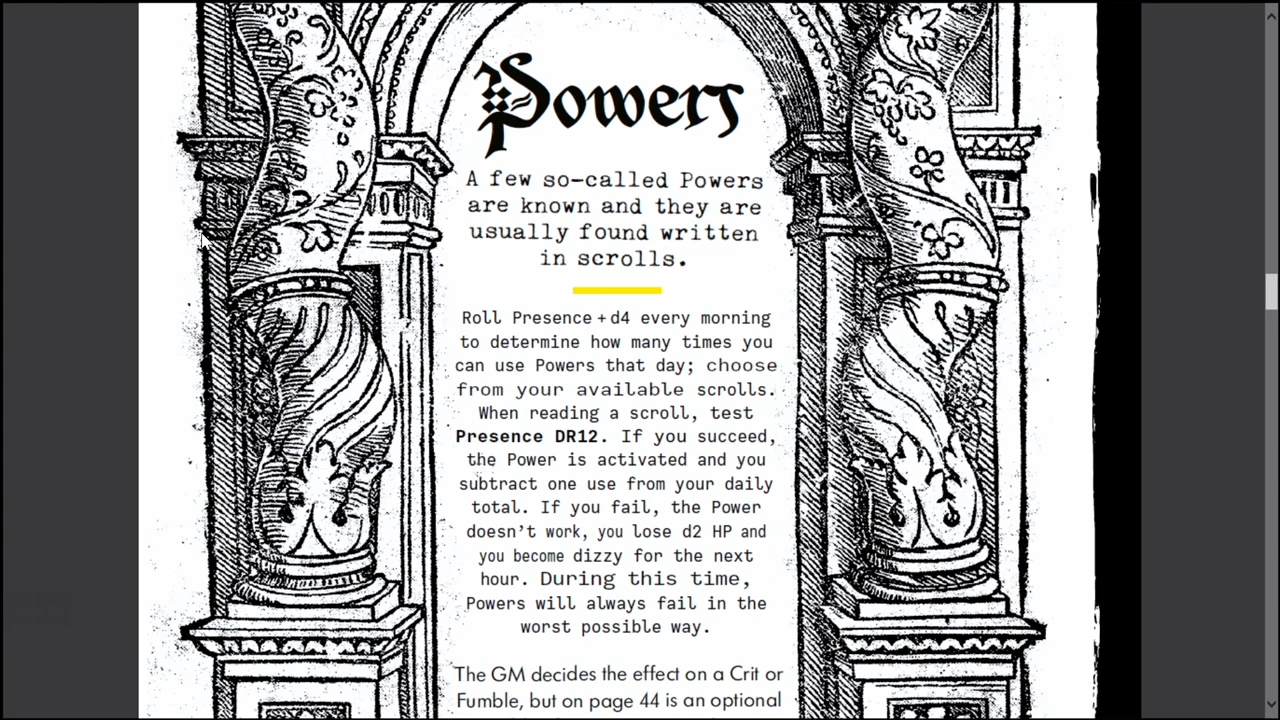 Powers
A few so-called Powers
are known and they are
usually found written
in scrolls.
Roll Presence + d4 every morning
to determine how many times you
can use Powers that day; choose
from your available scrolls.
When reading a scroll, test
Presence DR12. If you succeed,
the Power is activated and you
subtract one use from your daily
total. If you fail, the Power
doesn't work, you lose d2 HP and
you become dizzy for the next
hour. During this time,
Powers will always fail in the
worst possible way.
The GM decides the effect on a Crit or
Fumble, but on page 44 is an optional